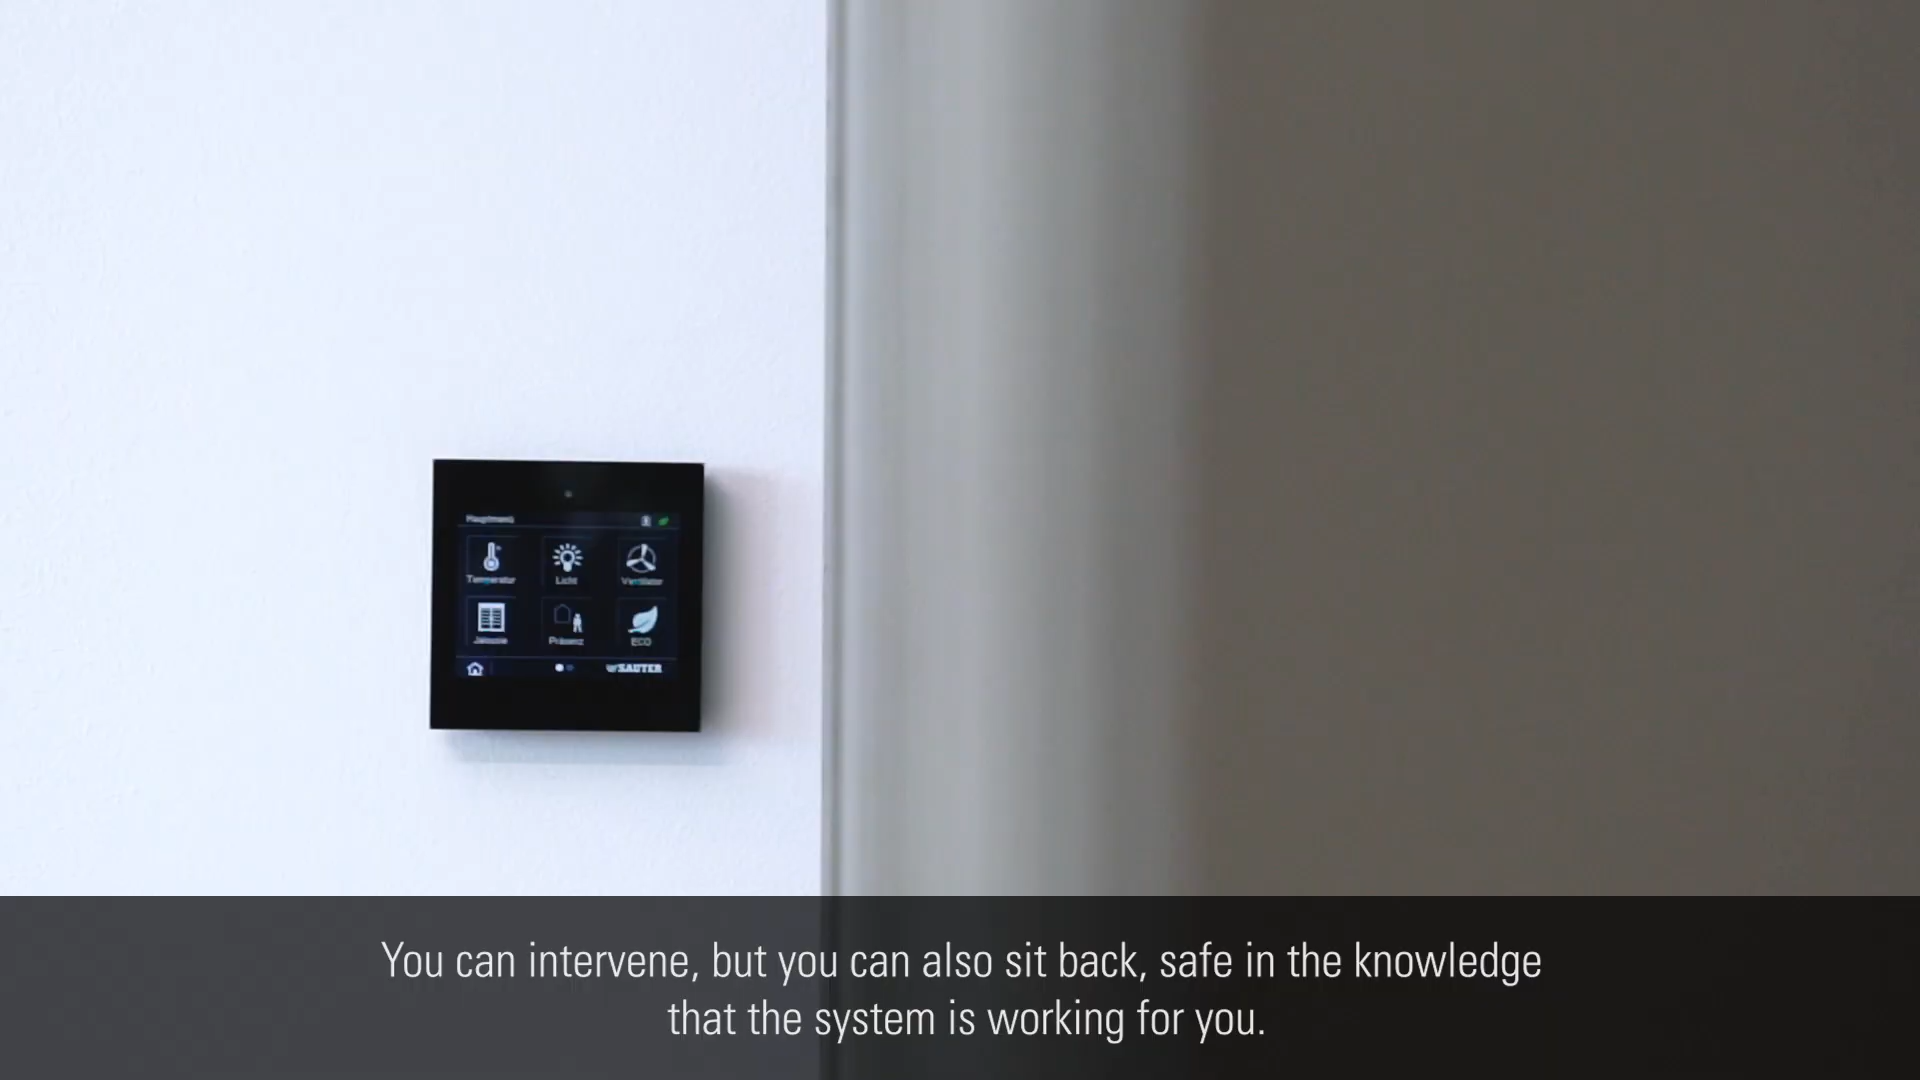 Hauptmenü
Temperatur
Licht
Ventilator
Jalousie
Präsenz
ECO
SAUTER
You can intervene, but you can also sit back, safe in the knowledge
that the system is working for you.